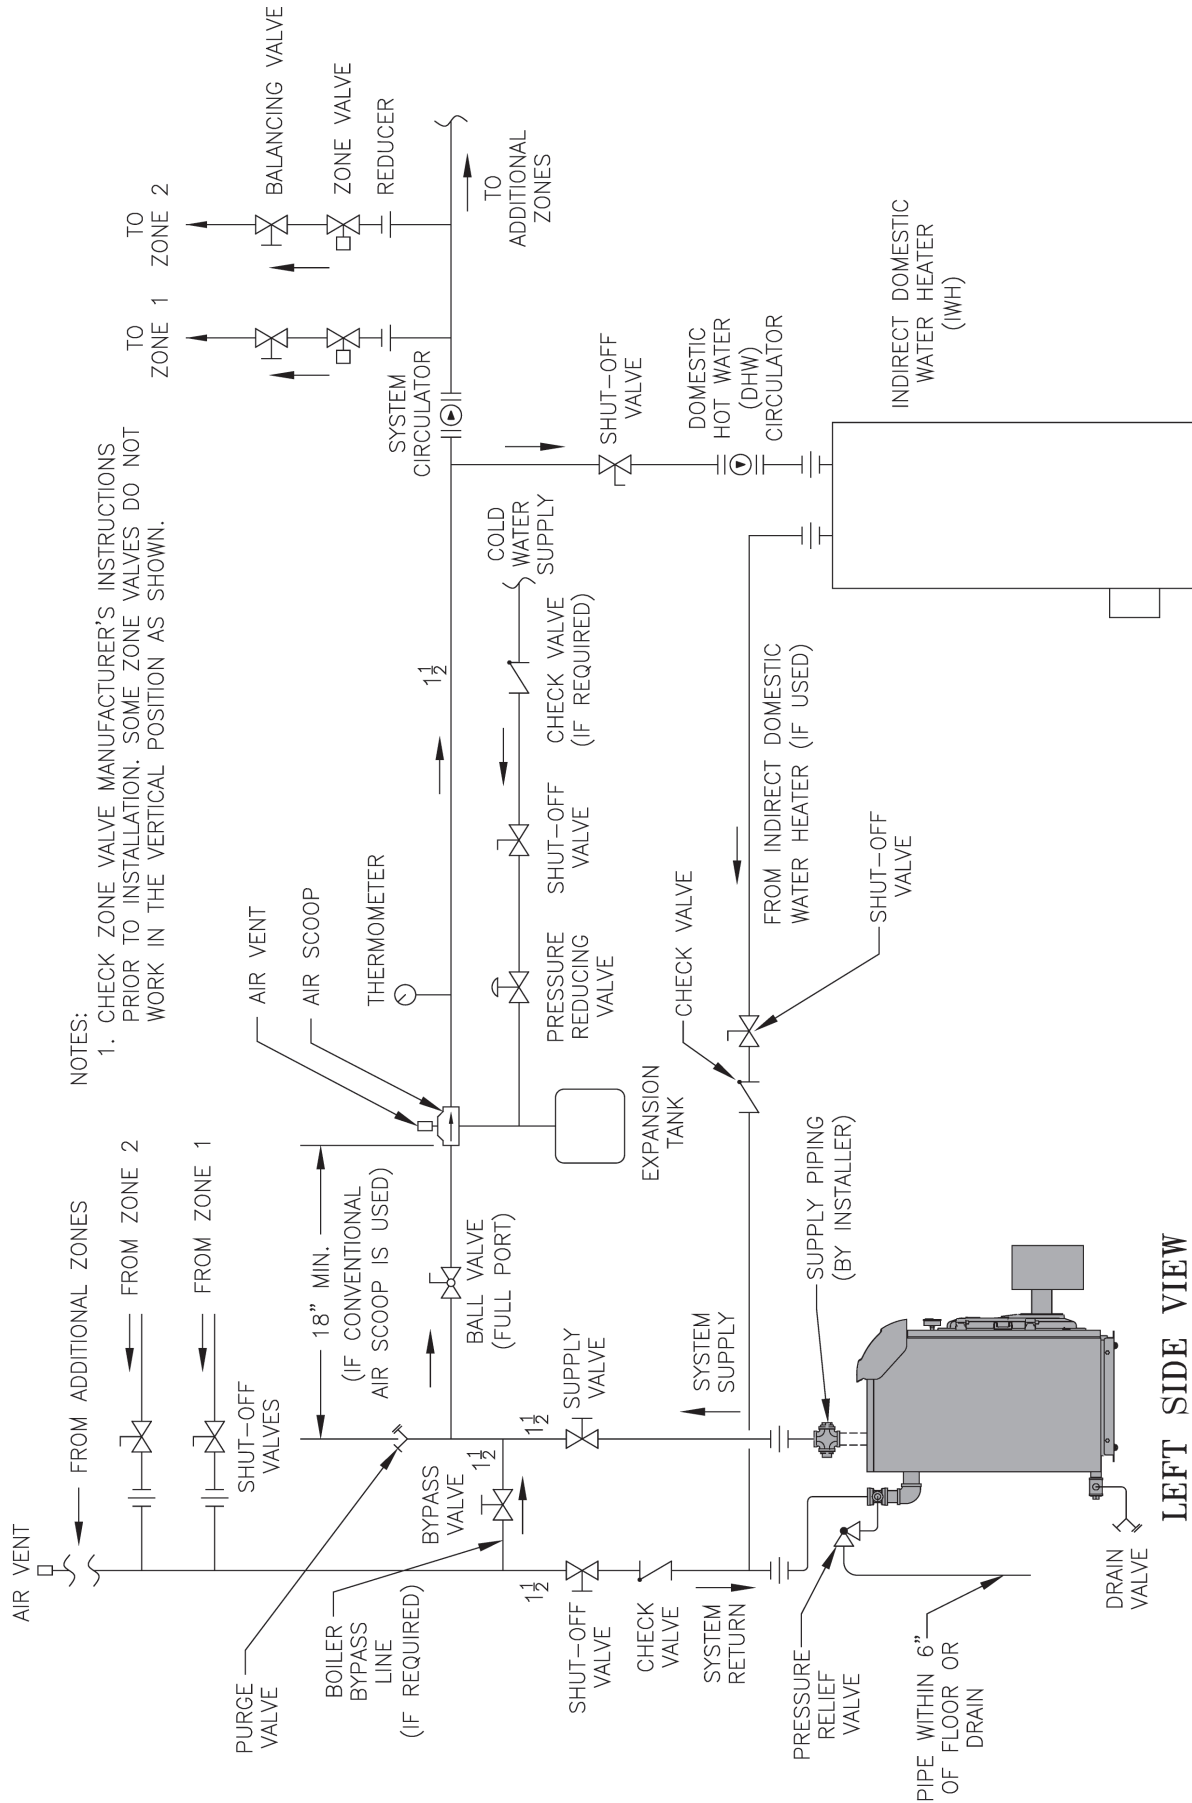 NOTES:
1. CHECK ZONE VALVE MANUFACTURER'S INSTRUCTIONS
PRIOR TO INSTALLATION. SOME ZONE VALVES DO NOT
WORK IN THE VERTICAL POSITION AS SHOWN.
AIR VENT
FROM ADDITIONAL ZONES
FROM ZONE 2
FROM ZONE 1
SHUT-OFF
VALVES
PURGE
VALVE
BOILER
BYPASS
LINE
(IF REQUIRED)
BYPASS
VALVE
1 1/2
1 1/2
1 1/2
18" MIN.
(IF CONVENTIONAL
AIR SCOOP IS USED)
BALL VALVE
(FULL PORT)
AIR VENT
AIR SCOOP
THERMOMETER
1 1/2
SYSTEM
CIRCULATOR
TO
ZONE 1
TO
ZONE 2
BALANCING VALVE
ZONE VALVE
REDUCER
TO
ADDITIONAL
ZONES
EXPANSION
TANK
PRESSURE
REDUCING
VALVE
SHUT-OFF
VALVE
CHECK VALVE
(IF REQUIRED)
COLD
WATER
SUPPLY
SHUT-OFF
VALVE
DOMESTIC
HOT WATER
(DHW)
CIRCULATOR
INDIRECT DOMESTIC
WATER HEATER
(IWH)
FROM INDIRECT DOMESTIC
WATER HEATER (IF USED)
SHUT-OFF
VALVE
CHECK VALVE
SUPPLY
VALVE
SYSTEM
SUPPLY
SUPPLY PIPING
(BY INSTALLER)
SHUT-OFF
VALVE
CHECK
VALVE
SYSTEM
RETURN
PRESSURE
RELIEF
VALVE
PIPE WITHIN 6"
OF FLOOR OR
DRAIN
DRAIN
VALVE
LEFT SIDE VIEW